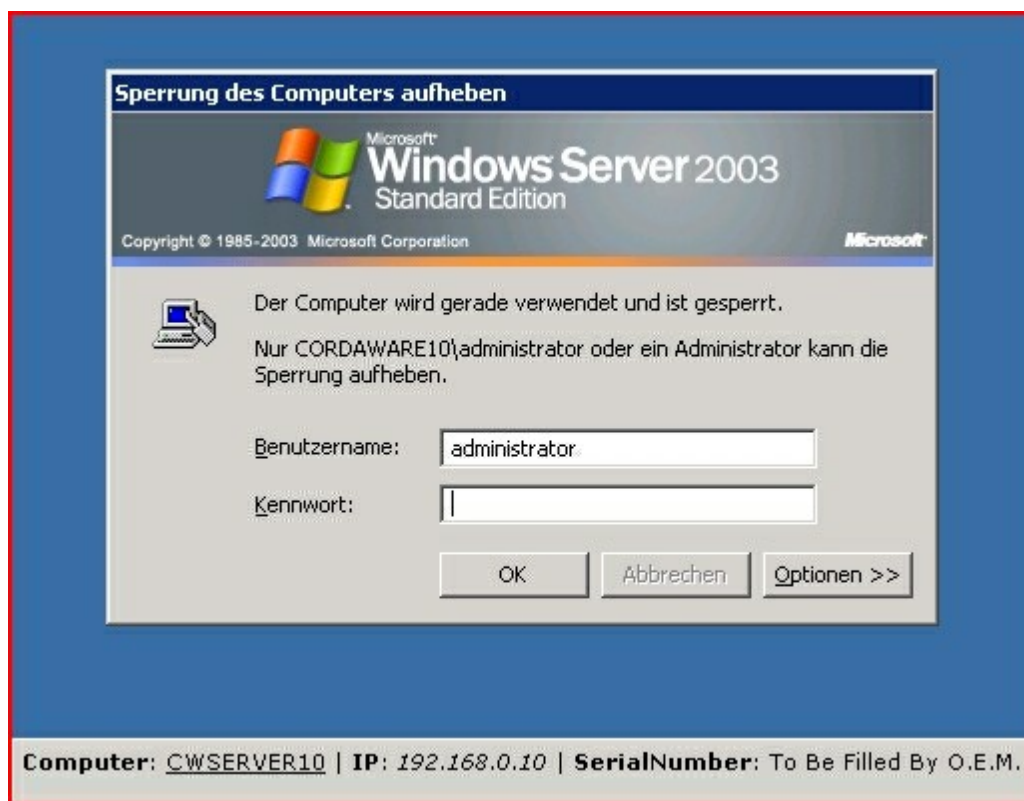 Sperrung des Computers aufheben
Microsoft
Windows Server 2003
Standard Edition
Copyright © 1985-2003 Microsoft Corporation
Microsoft
Der Computer wird gerade verwendet und ist gesperrt.
Nur CORDAWARE10\administrator oder ein Administrator kann die
Sperrung aufheben.
Benutzername:
administrator
Kennwort:
OK
Abbrechen
Optionen >>
Computer: CWSERVER10 | IP: 192.168.0.10 | SerialNumber: To Be Filled By O.E.M.